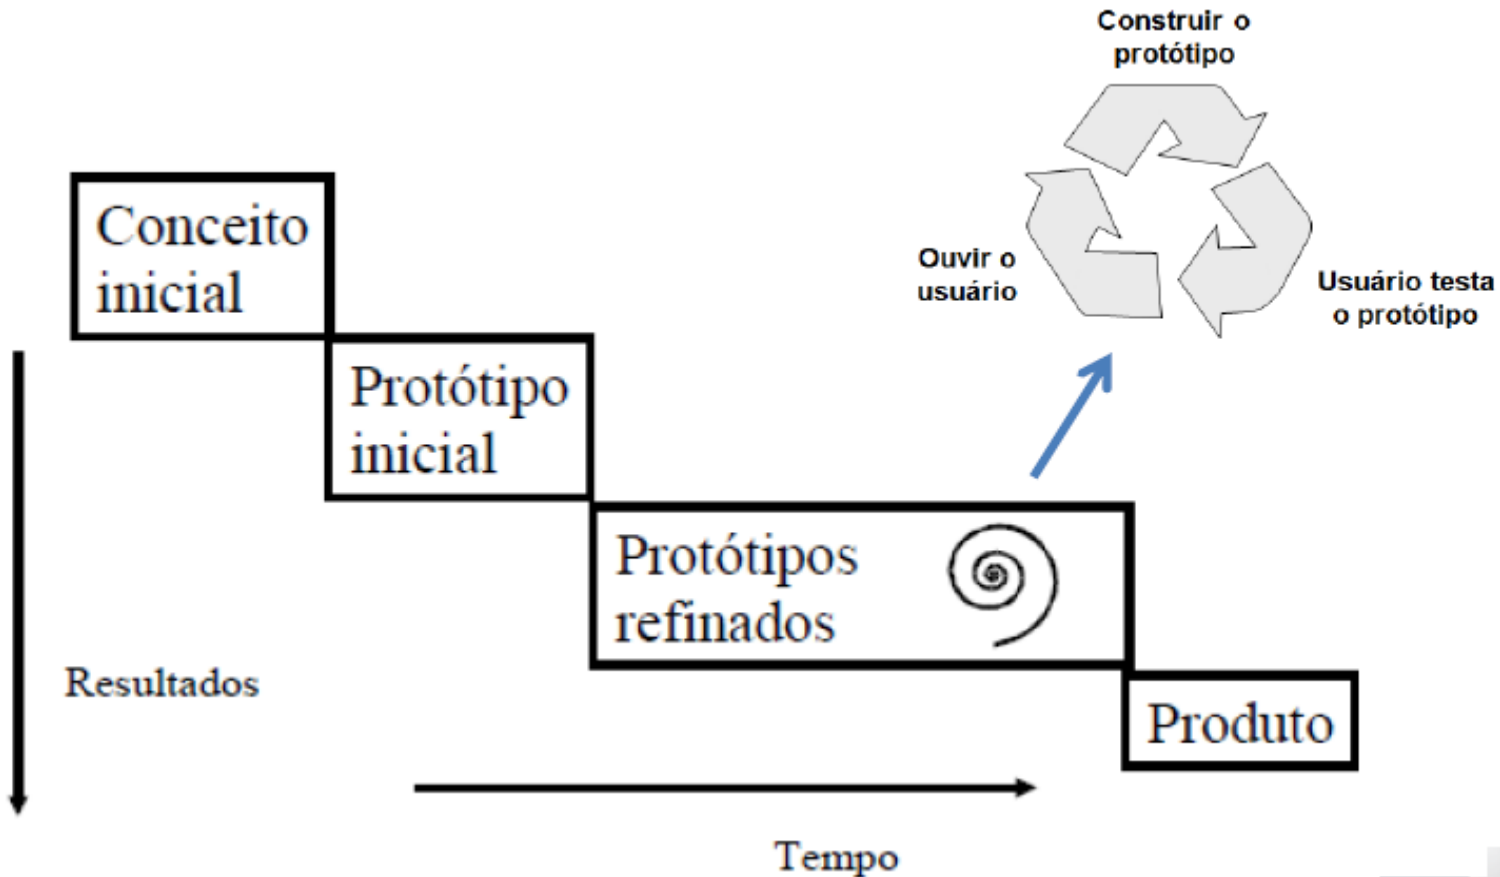 Construir o
protótipo
Conceito
inicial
Ouvir o
usuário
Usuário testa
o protótipo
Protótipo
inicial
Protótipos
refinados
Resultados
Produto
Tempo